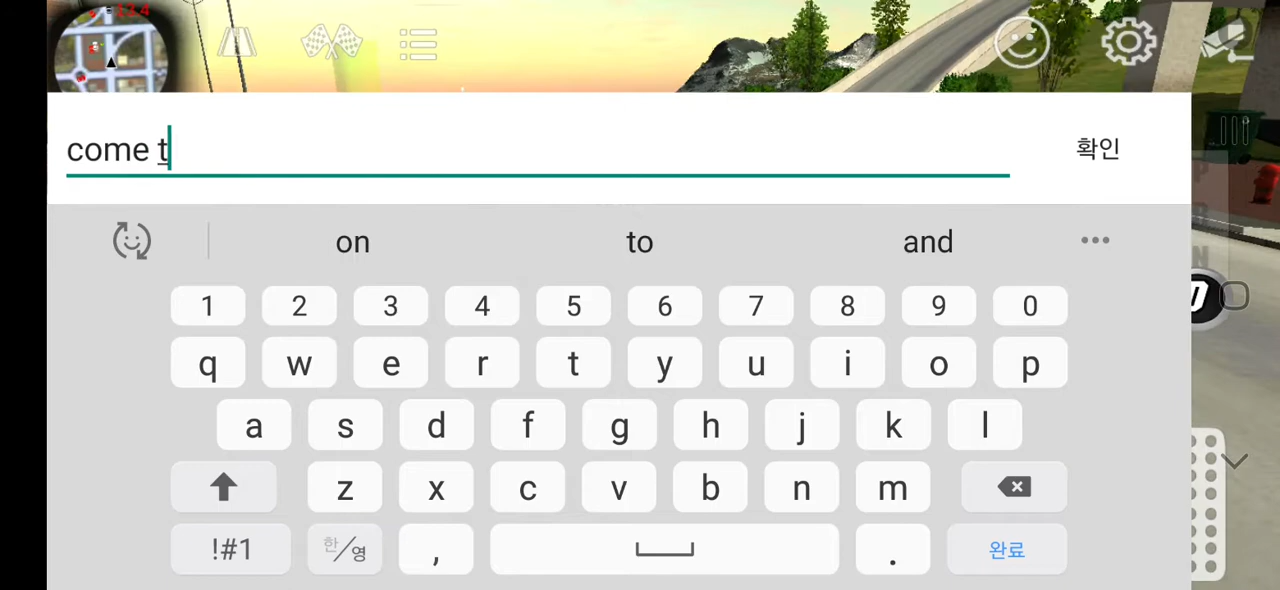 come t
확인
on to and
1 2 3 4 5 6 7 8 9 0
q w e r t y u i o p
a s d f g h j k l
z x c v b n m
!#1 한/영 , . 완료